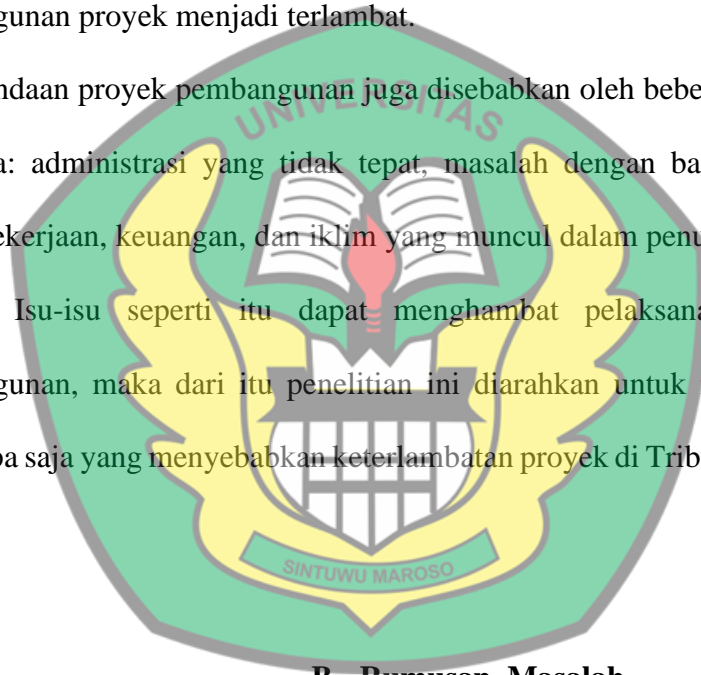 gunan proyek menjadi terlambat.
ndaan proyek pembangunan juga disebabkan oleh bebe
UNIVERSITAS
a: administrasi yang tidak tepat, masalah dengan ba
ekerjaan, keuangan, dan iklim yang muncul dalam penu
Isu-isu seperti itu dapat menghambat pelaksana
gunan, maka dari itu penelitian ini diarahkan untuk
pa saja yang menyebabkan keterlambatan proyek di Trib
SINTUWU MAROSO
B. Rumusan Masalah